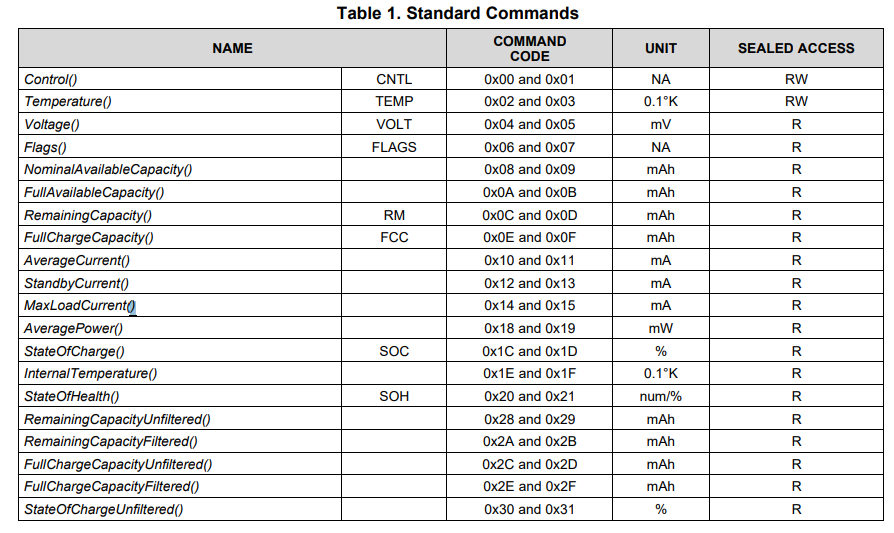 Table 1. Standard Commands
NAME COMMAND CODE UNIT SEALED ACCESS
Control() CNTL 0x00 and 0x01 NA RW
Temperature() TEMP 0x02 and 0x03 0.1°K RW
Voltage() VOLT 0x04 and 0x05 mV R
Flags() FLAGS 0x06 and 0x07 NA R
NominalAvailableCapacity() 0x08 and 0x09 mAh R
FullAvailableCapacity() 0x0A and 0x0B mAh R
RemainingCapacity() RM 0x0C and 0x0D mAh R
FullChargeCapacity() FCC 0x0E and 0x0F mAh R
AverageCurrent() 0x10 and 0x11 mA R
StandbyCurrent() 0x12 and 0x13 mA R
MaxLoadCurrent() 0x14 and 0x15 mA R
AveragePower() 0x18 and 0x19 mW R
StateOfCharge() SOC 0x1C and 0x1D % R
InternalTemperature() 0x1E and 0x1F 0.1°K R
StateOfHealth() SOH 0x20 and 0x21 num/% R
RemainingCapacityUnfiltered() 0x28 and 0x29 mAh R
RemainingCapacityFiltered() 0x2A and 0x2B mAh R
FullChargeCapacityUnfiltered() 0x2C and 0x2D mAh R
FullChargeCapacityFiltered() 0x2E and 0x2F mAh R
StateOfChargeUnfiltered() 0x30 and 0x31 % R